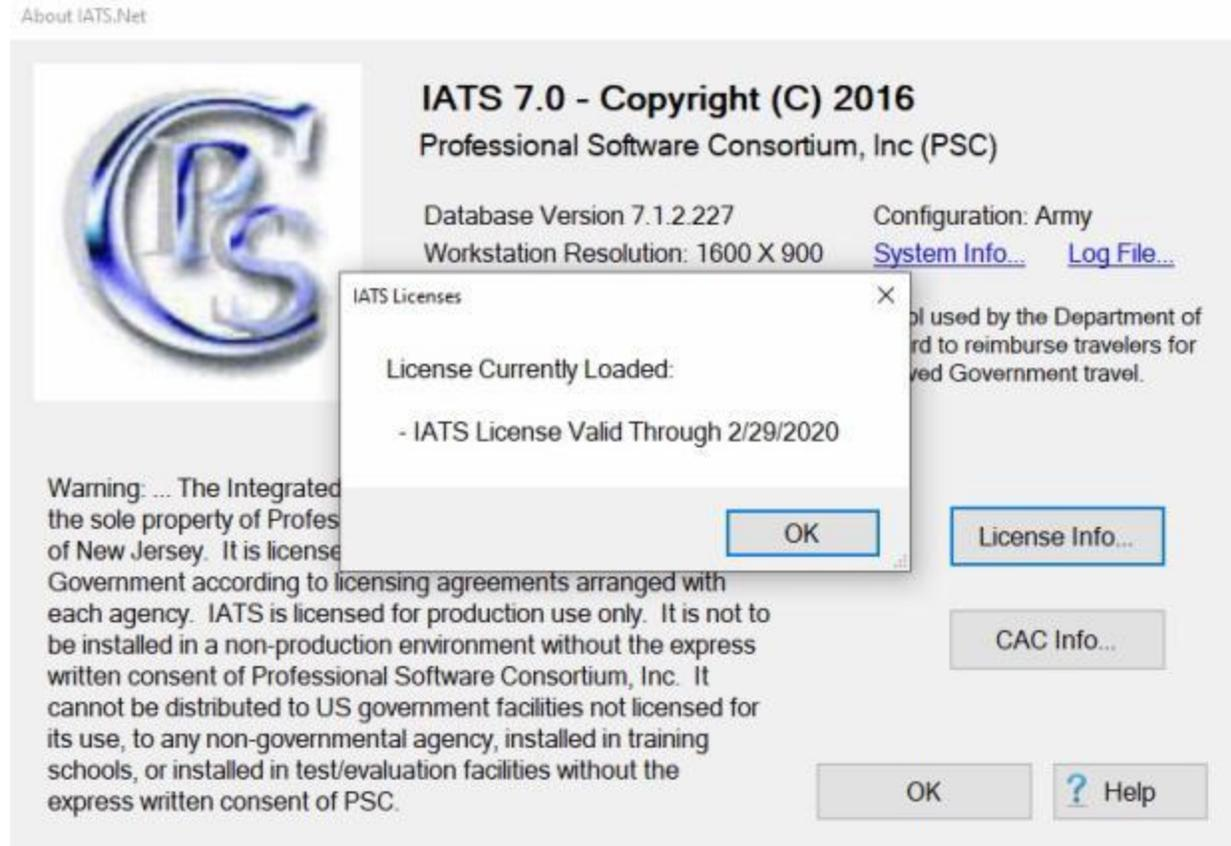 About IATS.Net
CPS
IATS 7.0 - Copyright (C) 2016
Professional Software Consortium, Inc (PSC)
Database Version 7.1.2.227
Configuration: Army
Workstation Resolution: 1600 X 900
System Info...
Log File...
IATS Licenses
License Currently Loaded:
- IATS License Valid Through 2/29/2020
OK
used by the Department of
to reimburse travelers for
Government travel.
Warning: ... The Integrated
the sole property of
of New Jersey. It is
Government according to licensing agreements arranged with
each agency. IATS is licensed for production use only. It is not to
be installed in a non-production environment without the express
written consent of Professional Software Consortium, Inc. It
cannot be distributed to US government facilities not licensed for
its use, to any non-governmental agency, installed in training
schools, or installed in test/evaluation facilities without the
express written consent of PSC.
License Info...
CAC Info...
OK
? Help